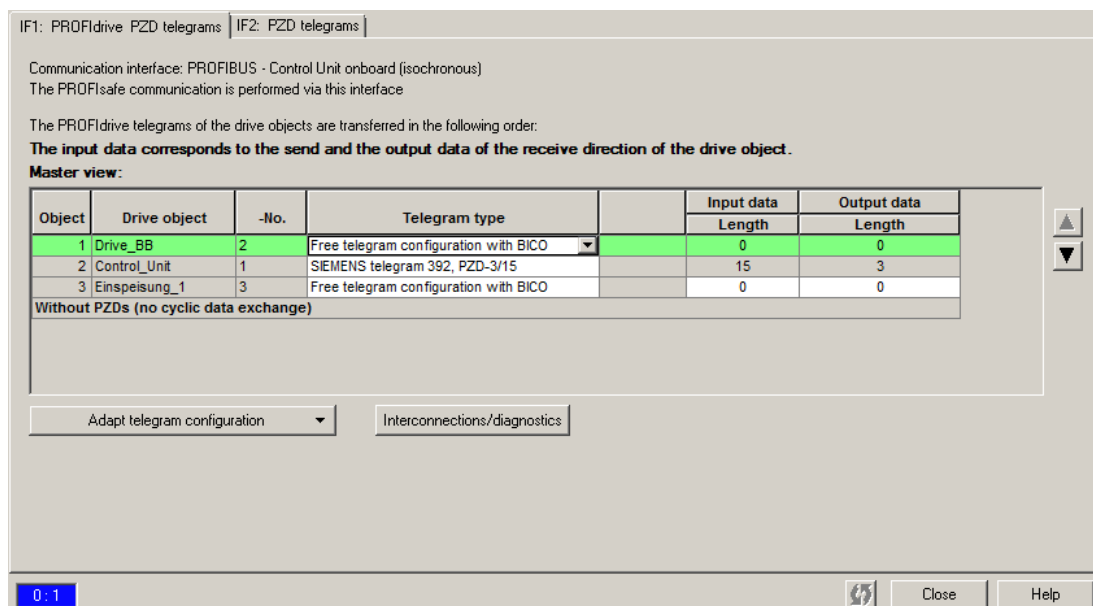 IF1: PROFIdrive PZD telegrams IF2: PZD telegrams
Communication interface: PROFIBUS - Control Unit onboard (isochronous)
The PROFIsafe communication is performed via this interface
The PROFIdrive telegrams of the drive objects are transferred in the following order:
The input data corresponds to the send and the output data of the receive direction of the drive object.
Master view:
Object Drive object -No. Telegram type Input data Output data
Length Length
1 Drive_BB 2 Free telegram configuration with BICO 0 0
2 Control_Unit 1 SIEMENS telegram 392, PZD-3/15 15 3
3 Einspeisung_1 3 Free telegram configuration with BICO 0 0
Without PZDs (no cyclic data exchange)
Adapt telegram configuration Interconnections/diagnostics
0:1 Close Help